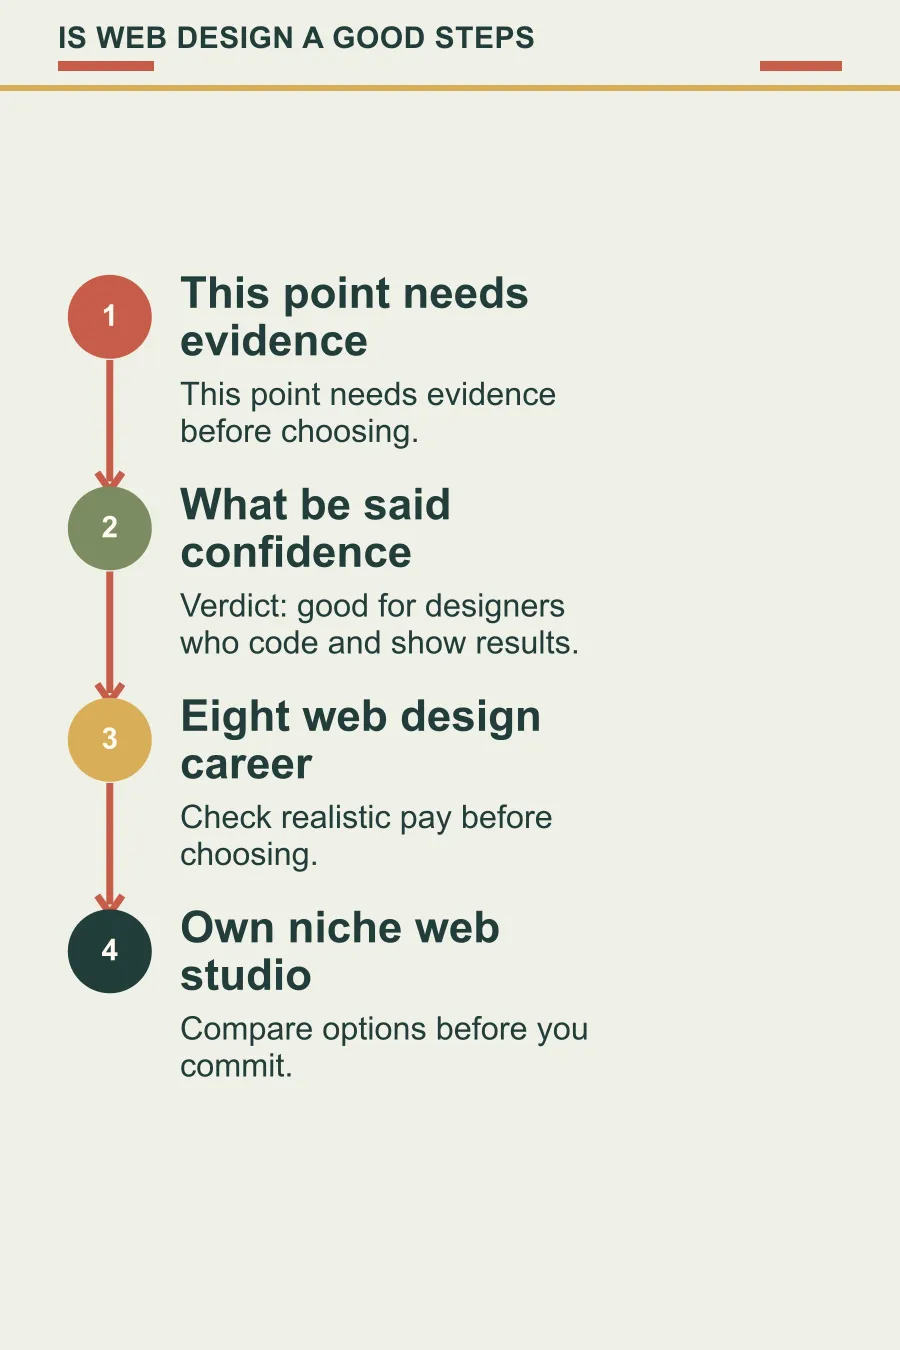 IS WEB DESIGN A GOOD STEPS
1
This point needs
evidence
This point needs evidence
before choosing.
2
What be said
confidence
Verdict: good for designers
who code and show results.
3
Eight web design
career
Check realistic pay before
choosing.
4
Own niche web
studio
Compare options before you
commit.